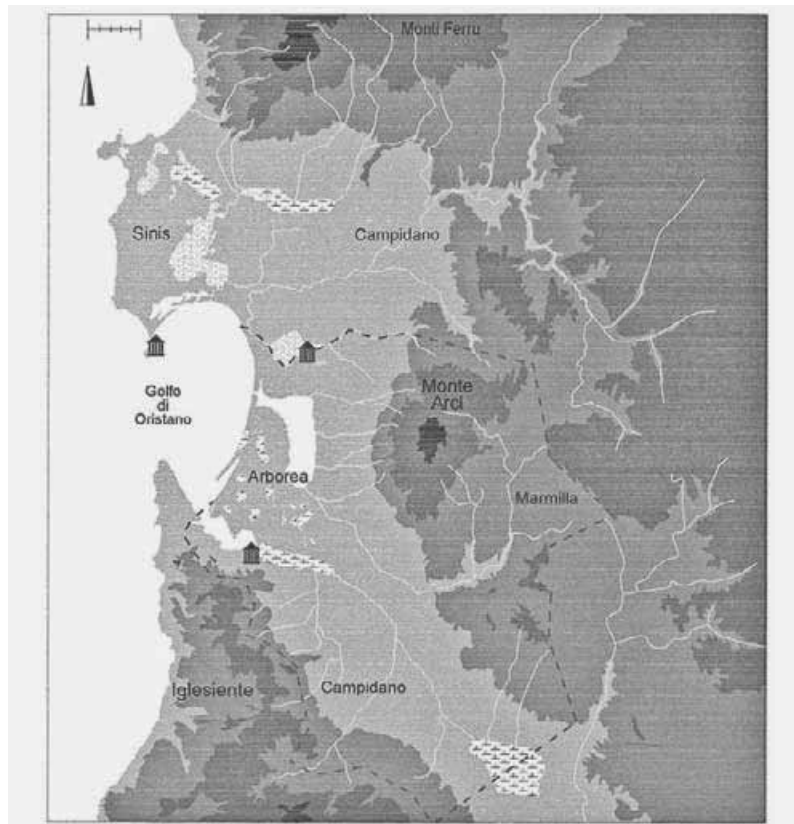 Monti Ferru
Sinis
Campidano
Golfo
di
Oristano
Monte
Arci
Arborea
Marmilla
Iglesiente
Campidano